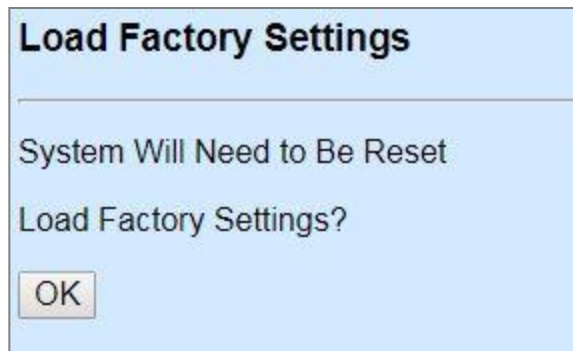 Load Factory Settings
System Will Need to Be Reset
Load Factory Settings?
OK